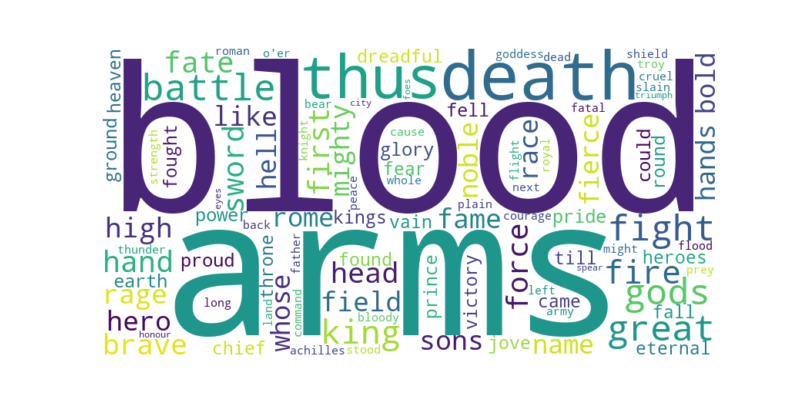 roman
o'er
dreadful
goddess
dead
shield
heaven
fate
battle
thus
death
troy
cruel
slain
triumph
bold
foes
blood
like
strength
fought
sword
hell
first
knight
mighty
bear
city
cause
glory
fear
whole
fell
noble
flight
race
next
fatal
royal
fierce
could
round
hands
ground
eyes
peace
high
power
back
rome
kings
vain
fame
courage
plain
pride
fight
might
flood
thunder
hand
proud
earth
rage
long
arms
land
throne
father
whose
command
found
head
field
bloody
prince
victory
force
left
till
came
spear
army
fire
heroes
prey
gods
fall
hero
honour
brave
chief
achilles
stood
king
sons
jove
name
great
eternal